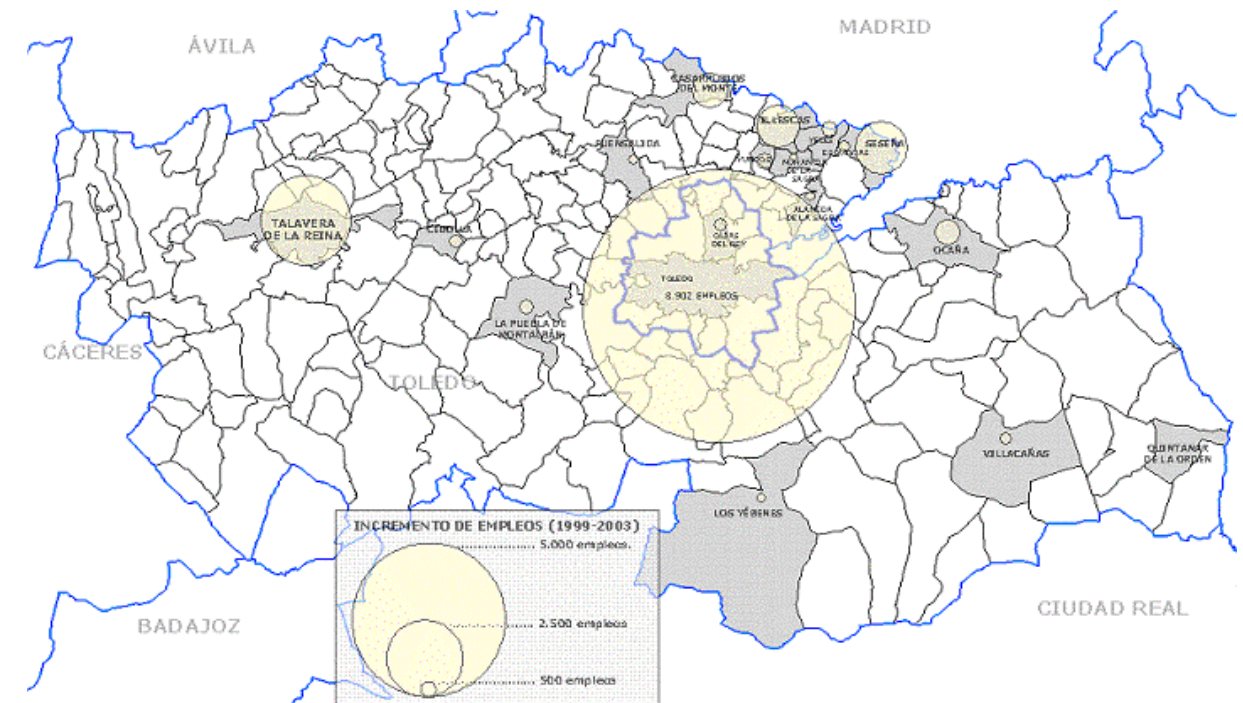 ÁVILA
MADRID
CASARRUBIOS
DEL MONTE
ILLESCAS
SESEÑA
FUENSALIDA
ALAMEDA
DE LA SAGRA
TALAVERA
DE LA REINA
CEBOLLA
OLÍAS
DEL REY
OCAÑA
TOLEDO
8.902 EMPLEOS
LA PUEBLA DE
MONTALBÁN
CÁCERES
TOLEDO
VILLACAÑAS
QUINTANAR
DE LA ORDEN
LOS YÉBENES
INCREMENTO DE EMPLEOS (1999-2003)
5.000 empleos.
2.500 empleos
500 empleos
BADAJOZ
CIUDAD REAL